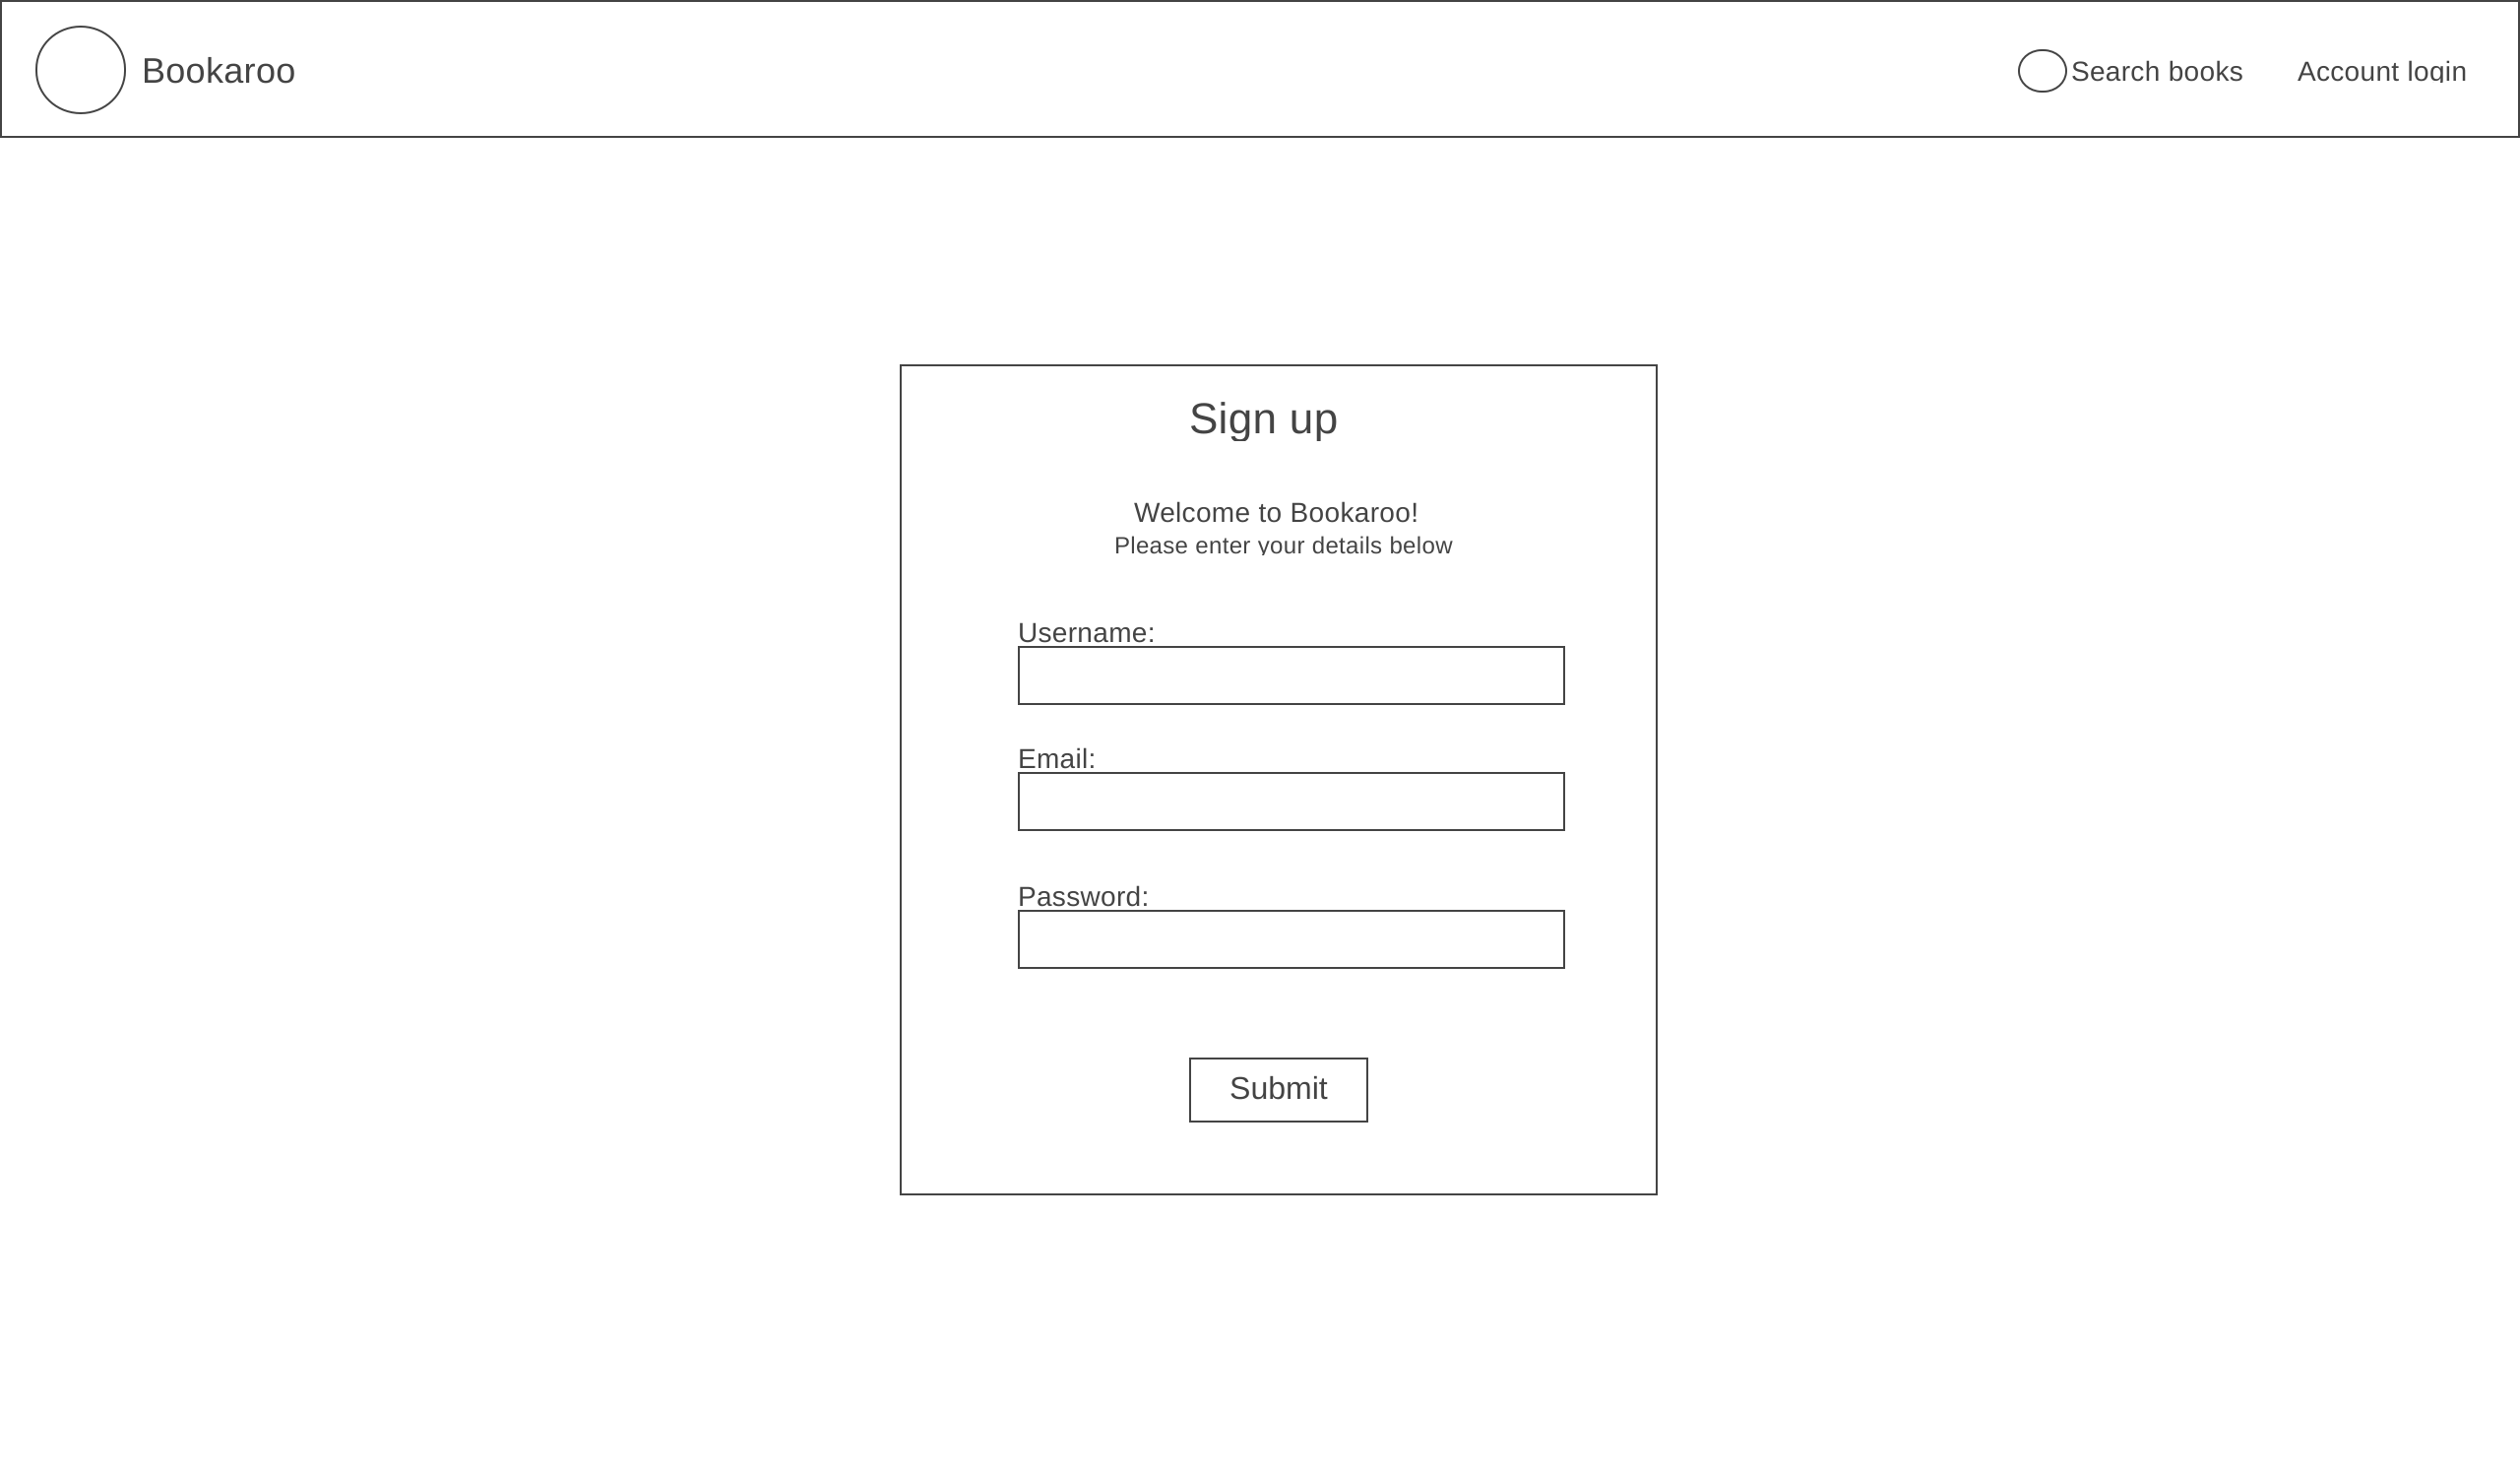 Bookaroo
Search books
Account login
Sign up
Welcome to Bookaroo!
Please enter your details below
Username:
Email:
Password:
Submit